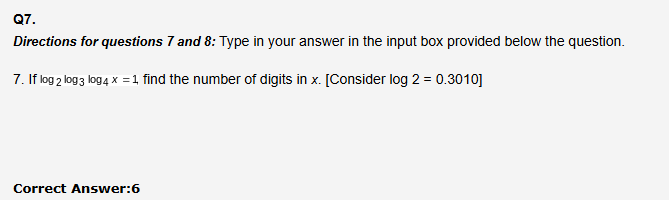 Q7.
Directions for questions 7 and 8: Type in your answer in the input box provided below the question.
7. If log₂ log₃ log₄ x = 1, find the number of digits in x. [Consider log 2 = 0.3010]
Correct Answer:6